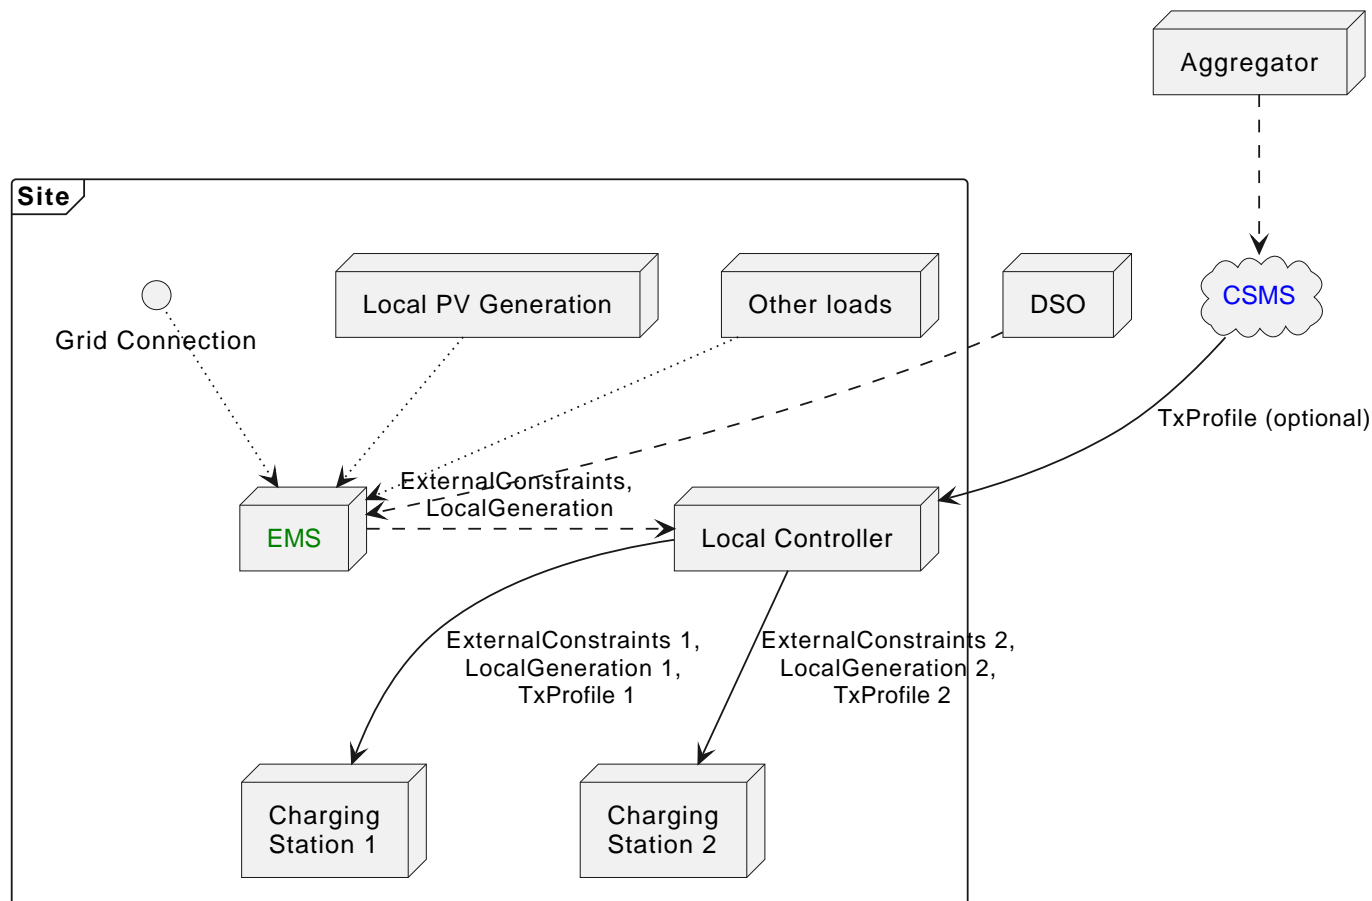 Aggregator
Site
Local PV Generation
Other loads
DSO
CSMS
Grid Connection
TxProfile (optional)
ExternalConstraints,
LocalGeneration
EMS
Local Controller
ExternalConstraints 1,
LocalGeneration 1,
TxProfile 1
ExternalConstraints 2,
LocalGeneration 2,
TxProfile 2
Charging
Station 1
Charging
Station 2